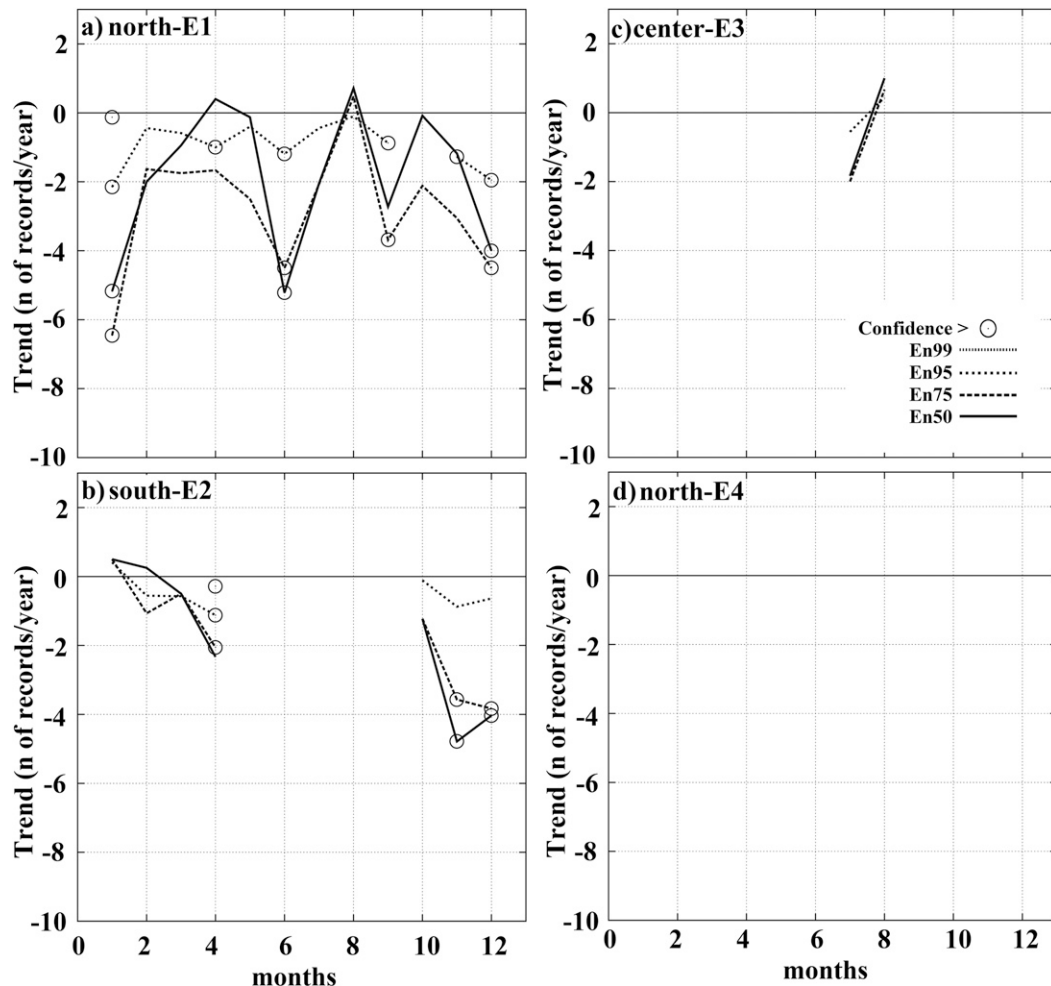 a) north-E1
2
0
-2
-4
-6
-8
-10
Trend (n of records/year)
c) center-E3
2
0
-2
-4
-6
-8
-10
Trend (n of records/year)
Confidence >
En99
En95
En75
En50
b) south-E2
2
0
-2
-4
-6
-8
-10
Trend (n of records/year)
0 2 4 6 8 10 12
months
d) north-E4
2
0
-2
-4
-6
-8
-10
Trend (n of records/year)
0 2 4 6 8 10 12
months